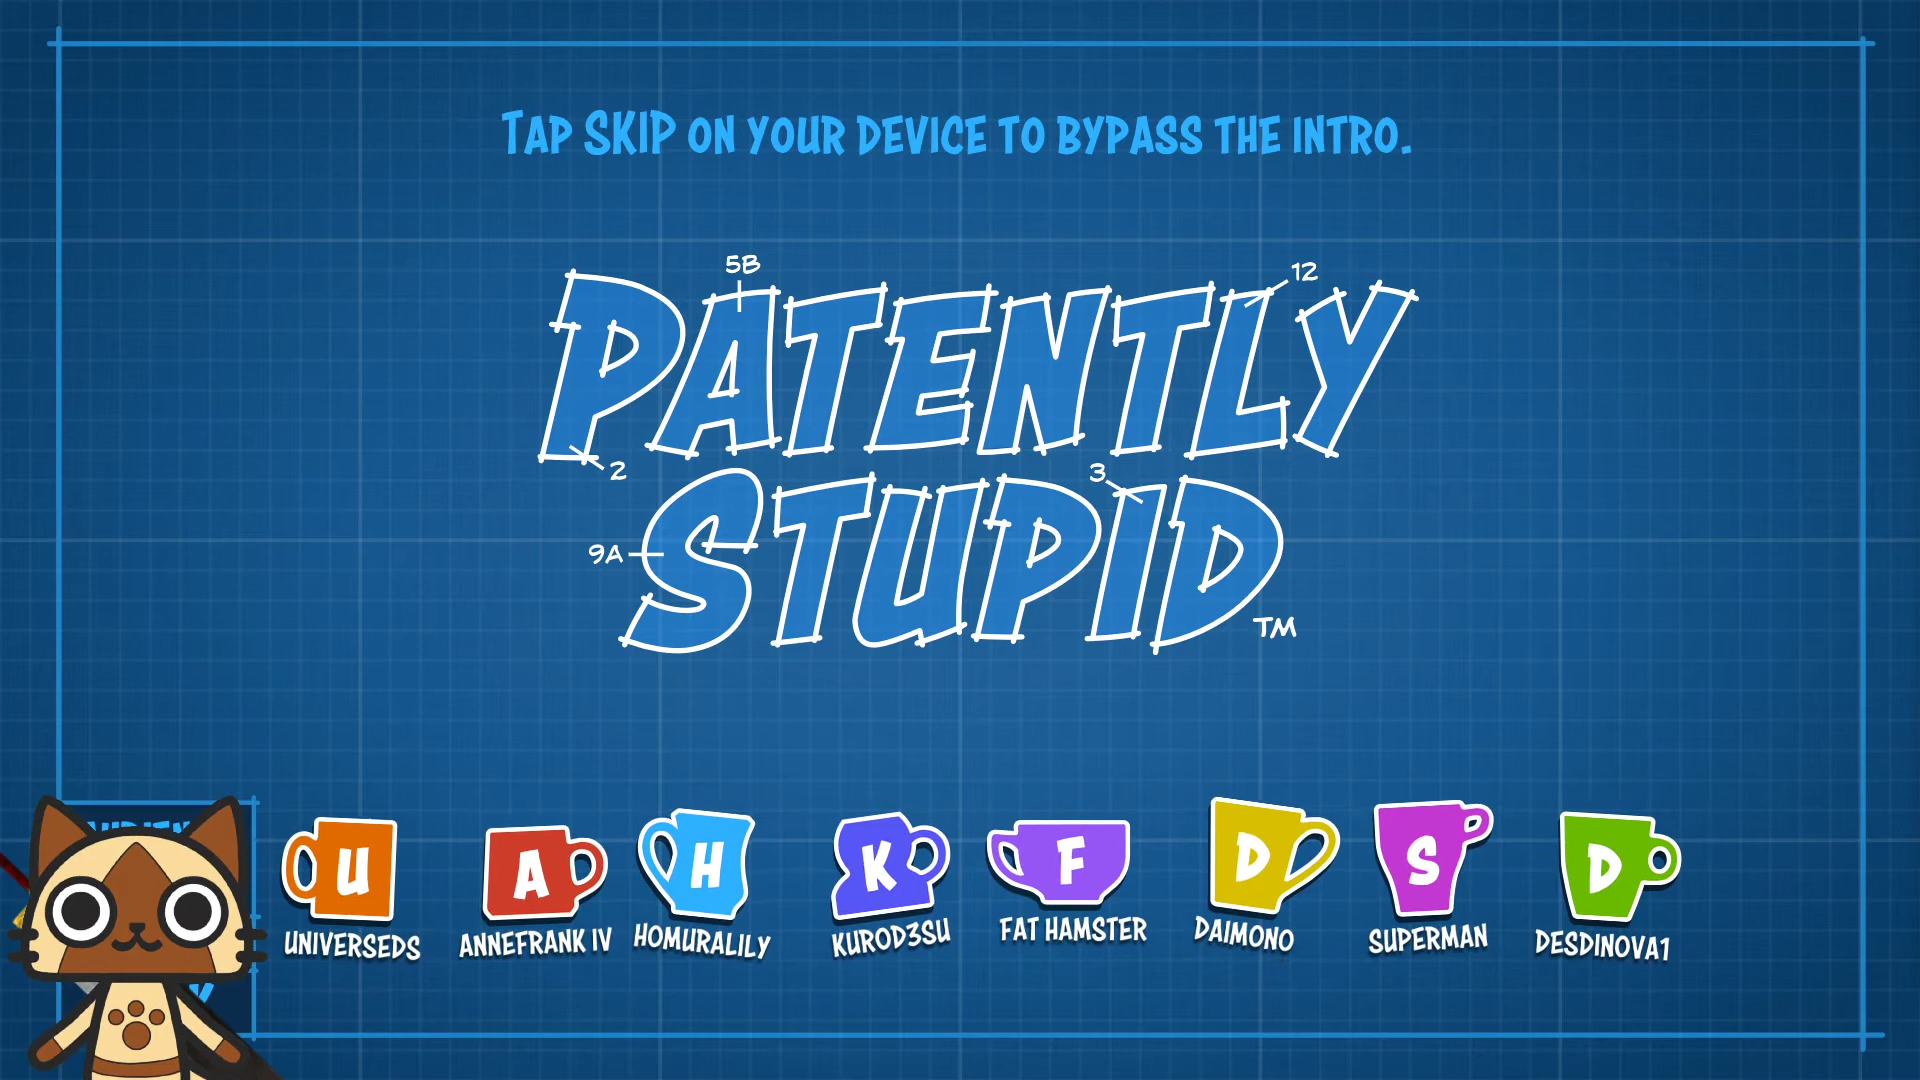 TAP SKIP ON YOUR DEVICE TO BYPASS THE INTRO.
5B
12
PATENTLY
2
3
9A
STUPID
TM
U
A
H
K
F
D
S
D
UNIVERSEDS
ANNEFRANK IV
HOMURALILY
KUROD3SU
FAT HAMSTER
DAIMONO
SUPERMAN
DESDINOVA1